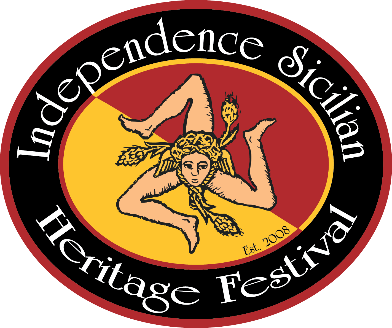 Independence Sicilian
Heritage Festival
Est. 2008